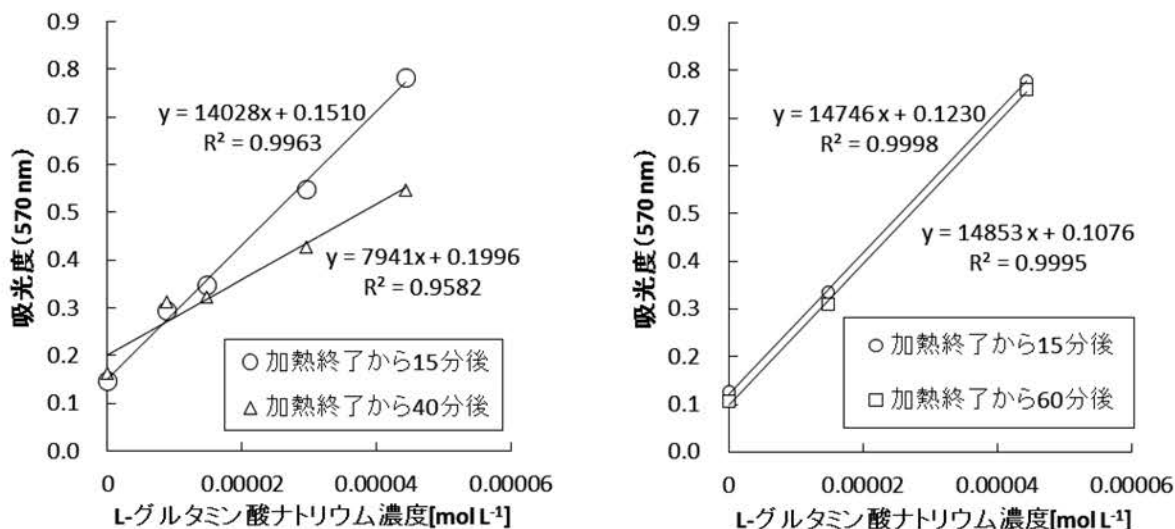 0.9
0.8
0.7
0.6
0.5
0.4
0.3
0.2
0.1
0.0
吸光度(570 nm)
y = 14028x + 0.1510
R² = 0.9963
y = 7941x + 0.1996
R² = 0.9582
加熱終了から15分後
加熱終了から40分後
0 0.00002 0.00004 0.00006
L-グルタミン酸ナトリウム濃度[mol L⁻¹]
0.9
0.8
0.7
0.6
0.5
0.4
0.3
0.2
0.1
0.0
吸光度(570 nm)
y = 14746x + 0.1230
R² = 0.9998
y = 14853x + 0.1076
R² = 0.9995
加熱終了から15分後
加熱終了から60分後
0 0.00002 0.00004 0.00006
L-グルタミン酸ナトリウム濃度[mol L⁻¹]